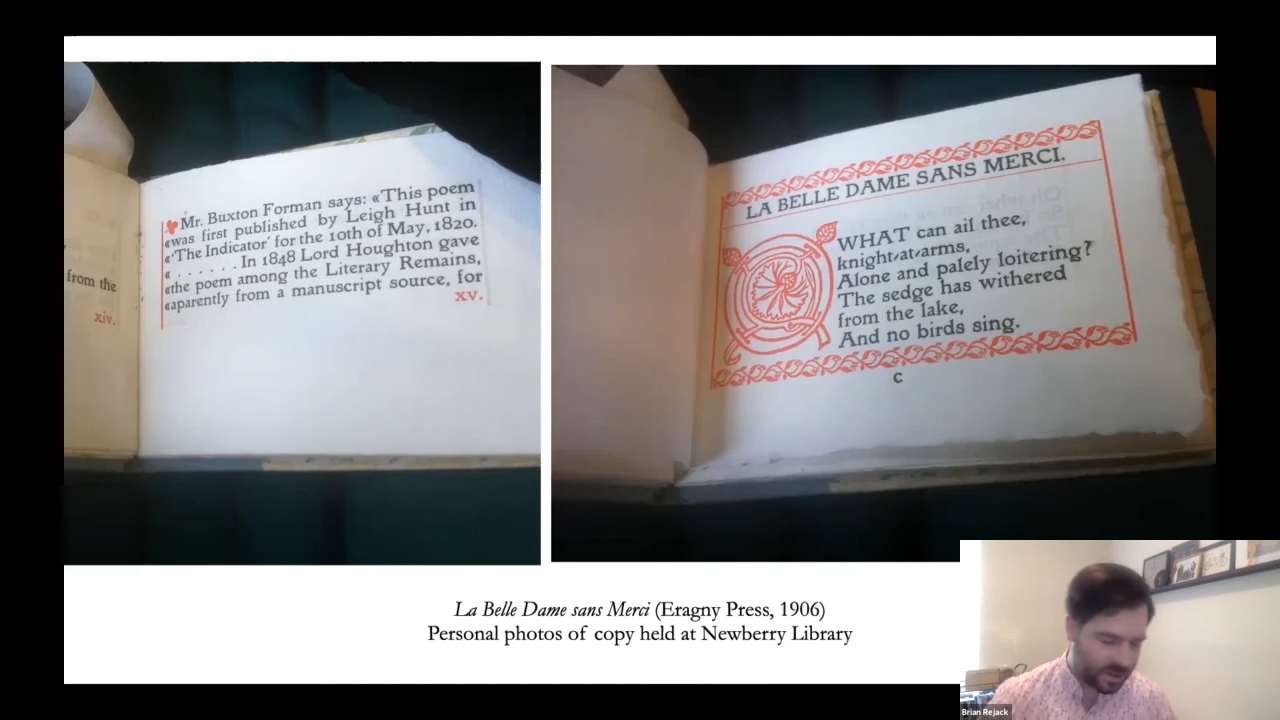 from the
xiv.
Mr. Buxton Forman says: «This poem
«was first published by Leigh Hunt in
«'The Indicator' for the 10th of May, 1820.
« . . . . . . In 1848 Lord Houghton gave
«the poem among the Literary Remains,
«aparently from a manuscript source, for
xv.
LA BELLE DAME SANS MERCI.
WHAT can ail thee,
knight-at-arms,
Alone and palely loitering?
The sedge has withered
from the lake,
And no birds sing.
c
La Belle Dame sans Merci (Eragny Press, 1906)
Personal photos of copy held at Newberry Library
Brian Rejack